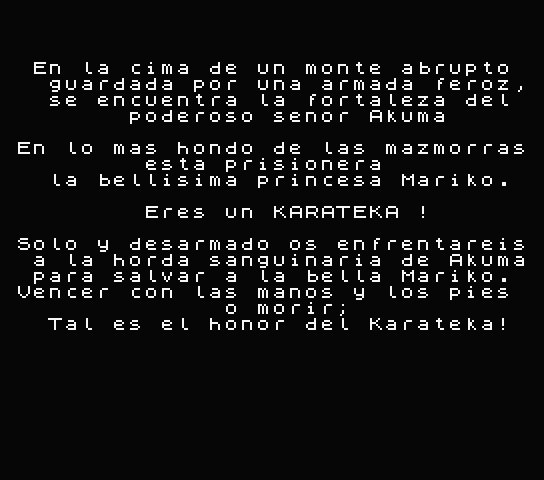 En la cima de un monte abrupto
guardada por una armada feroz,
se encuentra la fortaleza del
poderoso senor Akuma
En lo mas hondo de las mazmorras
esta prisionera
la bellisima princesa Mariko.
Eres un KARATEKA !
Solo y desarmado os enfrentareis
a la horda sanguinaria de Akuma
para salvar a la bella Mariko.
Vencer con las manos y los pies
o morir;
Tal es el honor del Karateka!